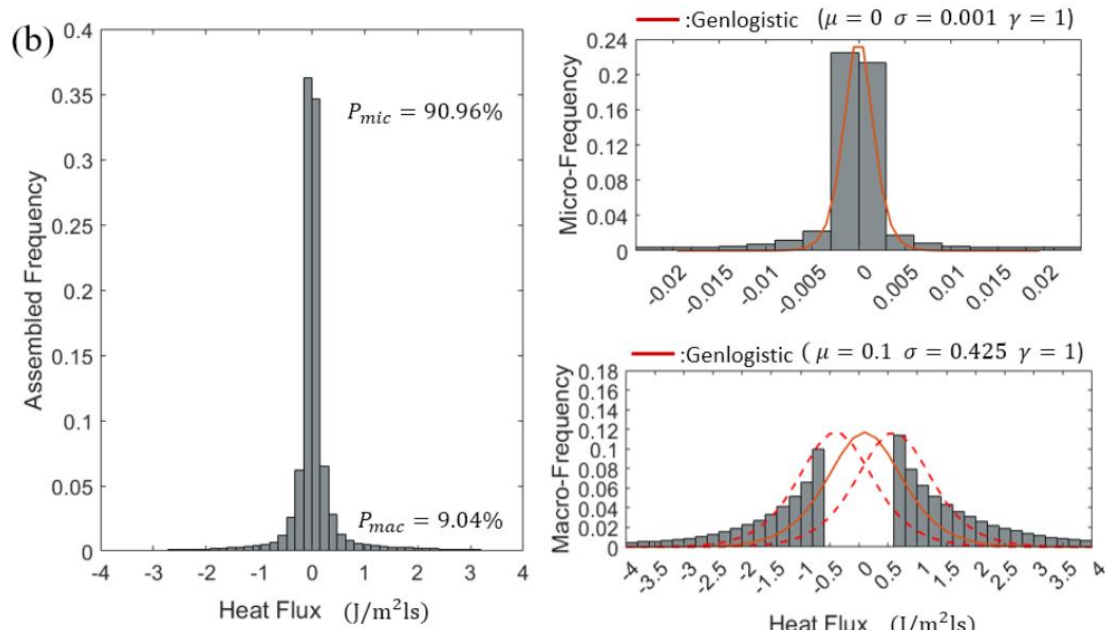 (b)
Assembled Frequency
0.4
0.35
0.3
0.25
0.2
0.15
0.1
0.05
0
P_mic = 90.96%
P_mac = 9.04%
-4 -3 -2 -1 0 1 2 3 4
Heat Flux (J/m²ls)
:Genlogistic (μ = 0 σ = 0.001 γ = 1)
Micro-Frequency
0.24
0.2
0.16
0.12
0.08
0.04
0
-0.02 -0.015 -0.01 -0.005 0 0.005 0.01 0.015 0.02
:Genlogistic ( μ = 0.1 σ = 0.425 γ = 1)
Macro-Frequency
0.18
0.16
0.14
0.12
0.10
0.08
0.06
0.04
0.02
0
-4 -3.5 -3 -2.5 -2 -1.5 -1 -0.5 0 0.5 1 1.5 2 2.5 3 3.5 4
Heat Flux (J/m²ls)